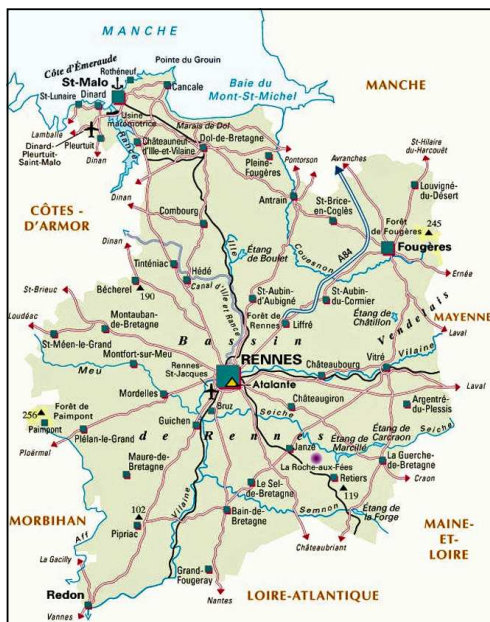 MANCHE
Côte d'Émeraude
Pointe du Grouin
Rothéneuf
St-Malo
Dinard
Cancale
St-Lunaire
Baie du
Mont-St-Michel
MANCHE
Usine
marémotrice
Lamballe
Pleurtuit
Dinard-
Pleurtuit-
Saint-Malo
Rance
Dinan
Marais de Dol
Châteauneuf
d'Ille-et-Vilaine
Dol-de-Bretagne
Pleine-
Fougères
Pontorson
Avranches
St-Hilaire
du-Harcouët
Louvigné-
du-Désert
Dinan
Antrain
St-Brice-
en-Coglès
CÔTES -
D'ARMOR
Combourg
Forêt
de Fougères
245
Fougères
Dinan
Ille
Étang
de Boulet
Couesnon
A84
Ernée
Tinténiac
Hédé
Canal d'Ille et Rance
St-Brieuc
Bécherel
190
St-Aubin-
d'Aubigné
St-Aubin-
du-Cormier
Forêt de
Rennes
Liffré
Étang de
Châtillon
Vendelais
MAYENNE
Laval
Loudéac
Montauban-
de-Bretagne
St-Méen-le-Grand
Bassin
Montfort-sur-Meu
Meu
Rennes
St-Jacques
RENNES
Atalante
Châteaubourg
Vitré
Vilaine
Laval
Mordelles
Bruz
Seiche
Châteaugiron
Argentré-
du-Plessis
256
Forêt de
Paimpont
Paimpont
Guichen
Étang de
Carcraon
Étang de
Marcillé
Seiche
Plélan-le-Grand
de Rennes
Ploërmel
Janzé
La Roche-aux-Fées
La Guerche-
de-Bretagne
Craon
Maure-de-
Bretagne
Retiers
119
Le Sel-
de-Bretagne
Vilaine
Semnon
Étang de
la Forge
MORBIHAN
102
Pipriac
Bain-de-
Bretagne
Aff
Châteaubriant
MAINE-
ET-
LOIRE
La Gacilly
Grand-
Fougeray
Redon
Nantes
LOIRE-ATLANTIQUE
Vannes